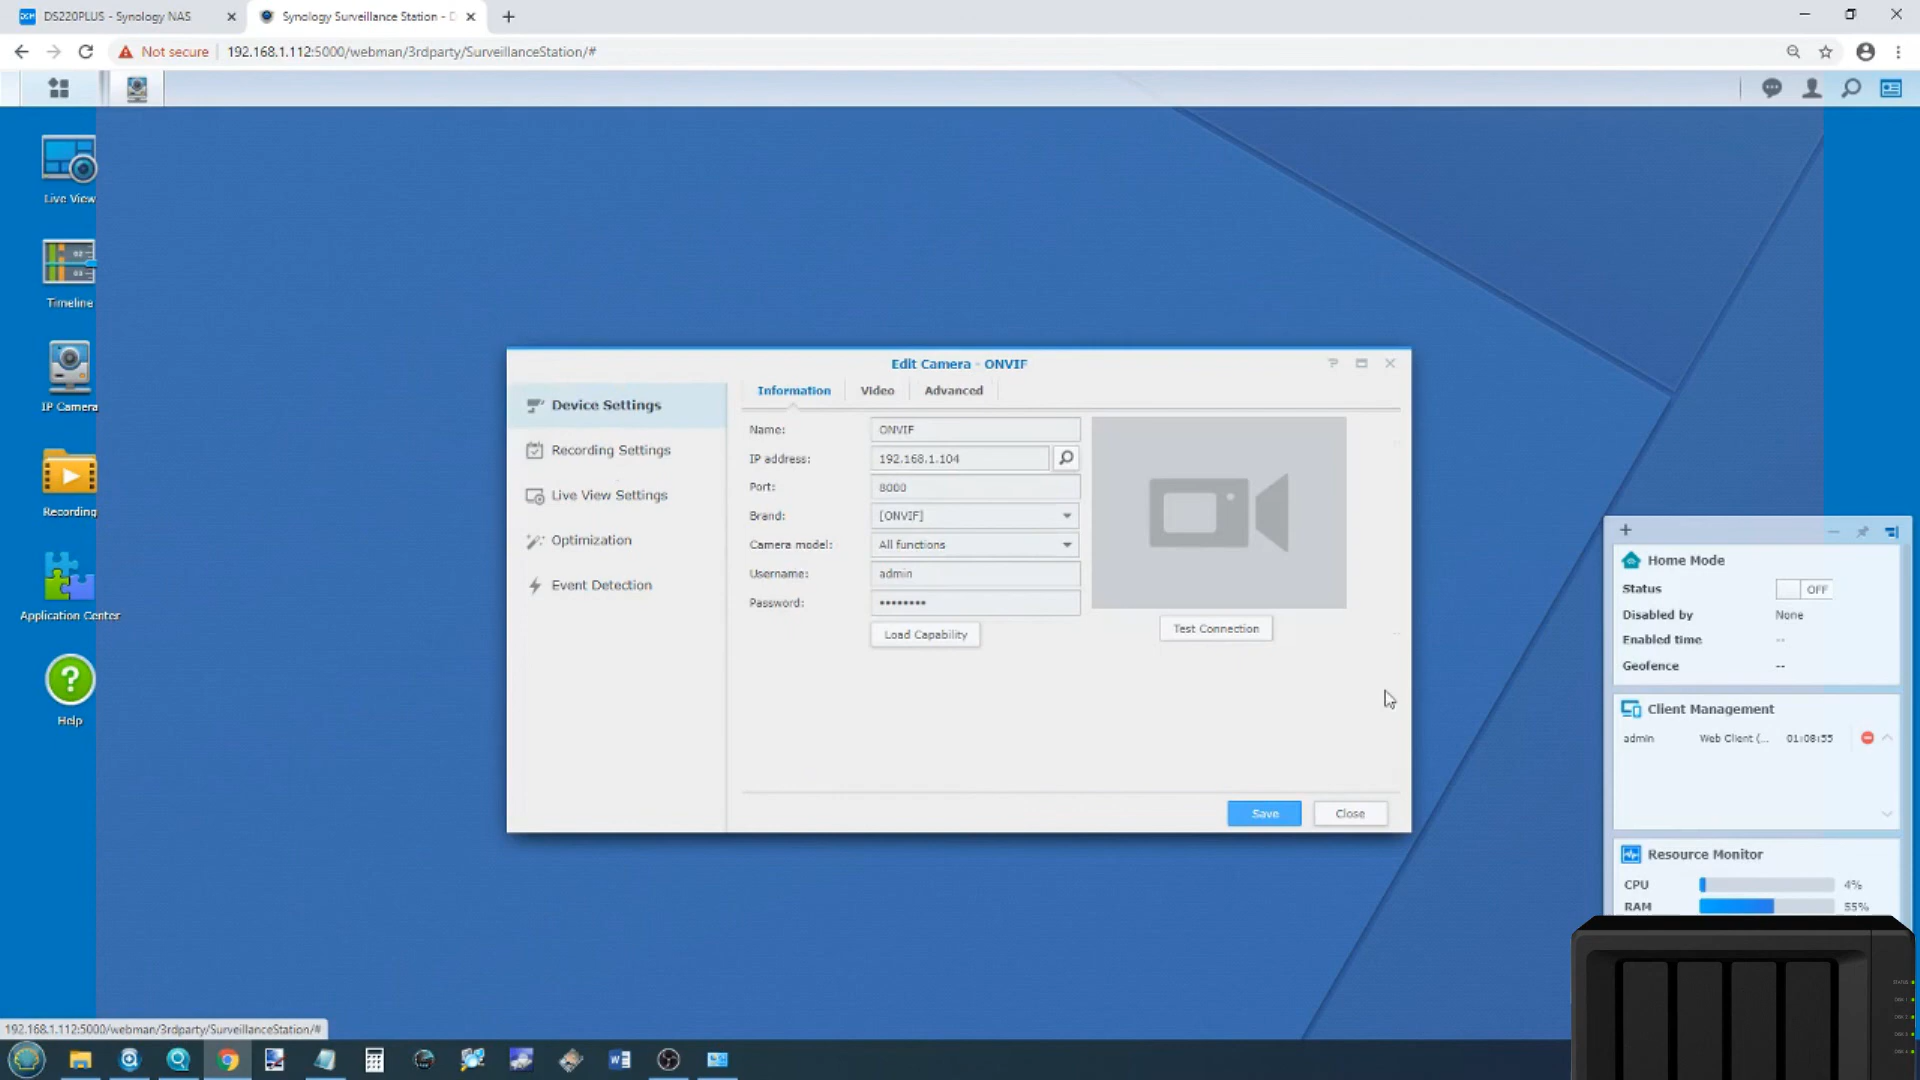 DS220PLUS - Synology NAS
Synology Surveillance Station - D
Not secure
192.168.1.112:5000/webman/3rdparty/SurveillanceStation/#
Live View
Timeline
IP Camera
Recording
Application Center
Help
Edit Camera - ONVIF
Device Settings
Recording Settings
Live View Settings
Optimization
Event Detection
Information
Video
Advanced
Name:
ONVIF
IP address:
192.168.1.104
Port:
8000
Brand:
[ONVIF]
Camera model:
All functions
Username:
admin
Password:
••••••••
Load Capability
Test Connection
Save
Close
Home Mode
Status
OFF
Disabled by
None
Enabled time
--
Geofence
--
Client Management
admin
Web Client (...
01:08:55
Resource Monitor
CPU
4%
RAM
55%
192.168.1.112:5000/webman/3rdparty/SurveillanceStation/#